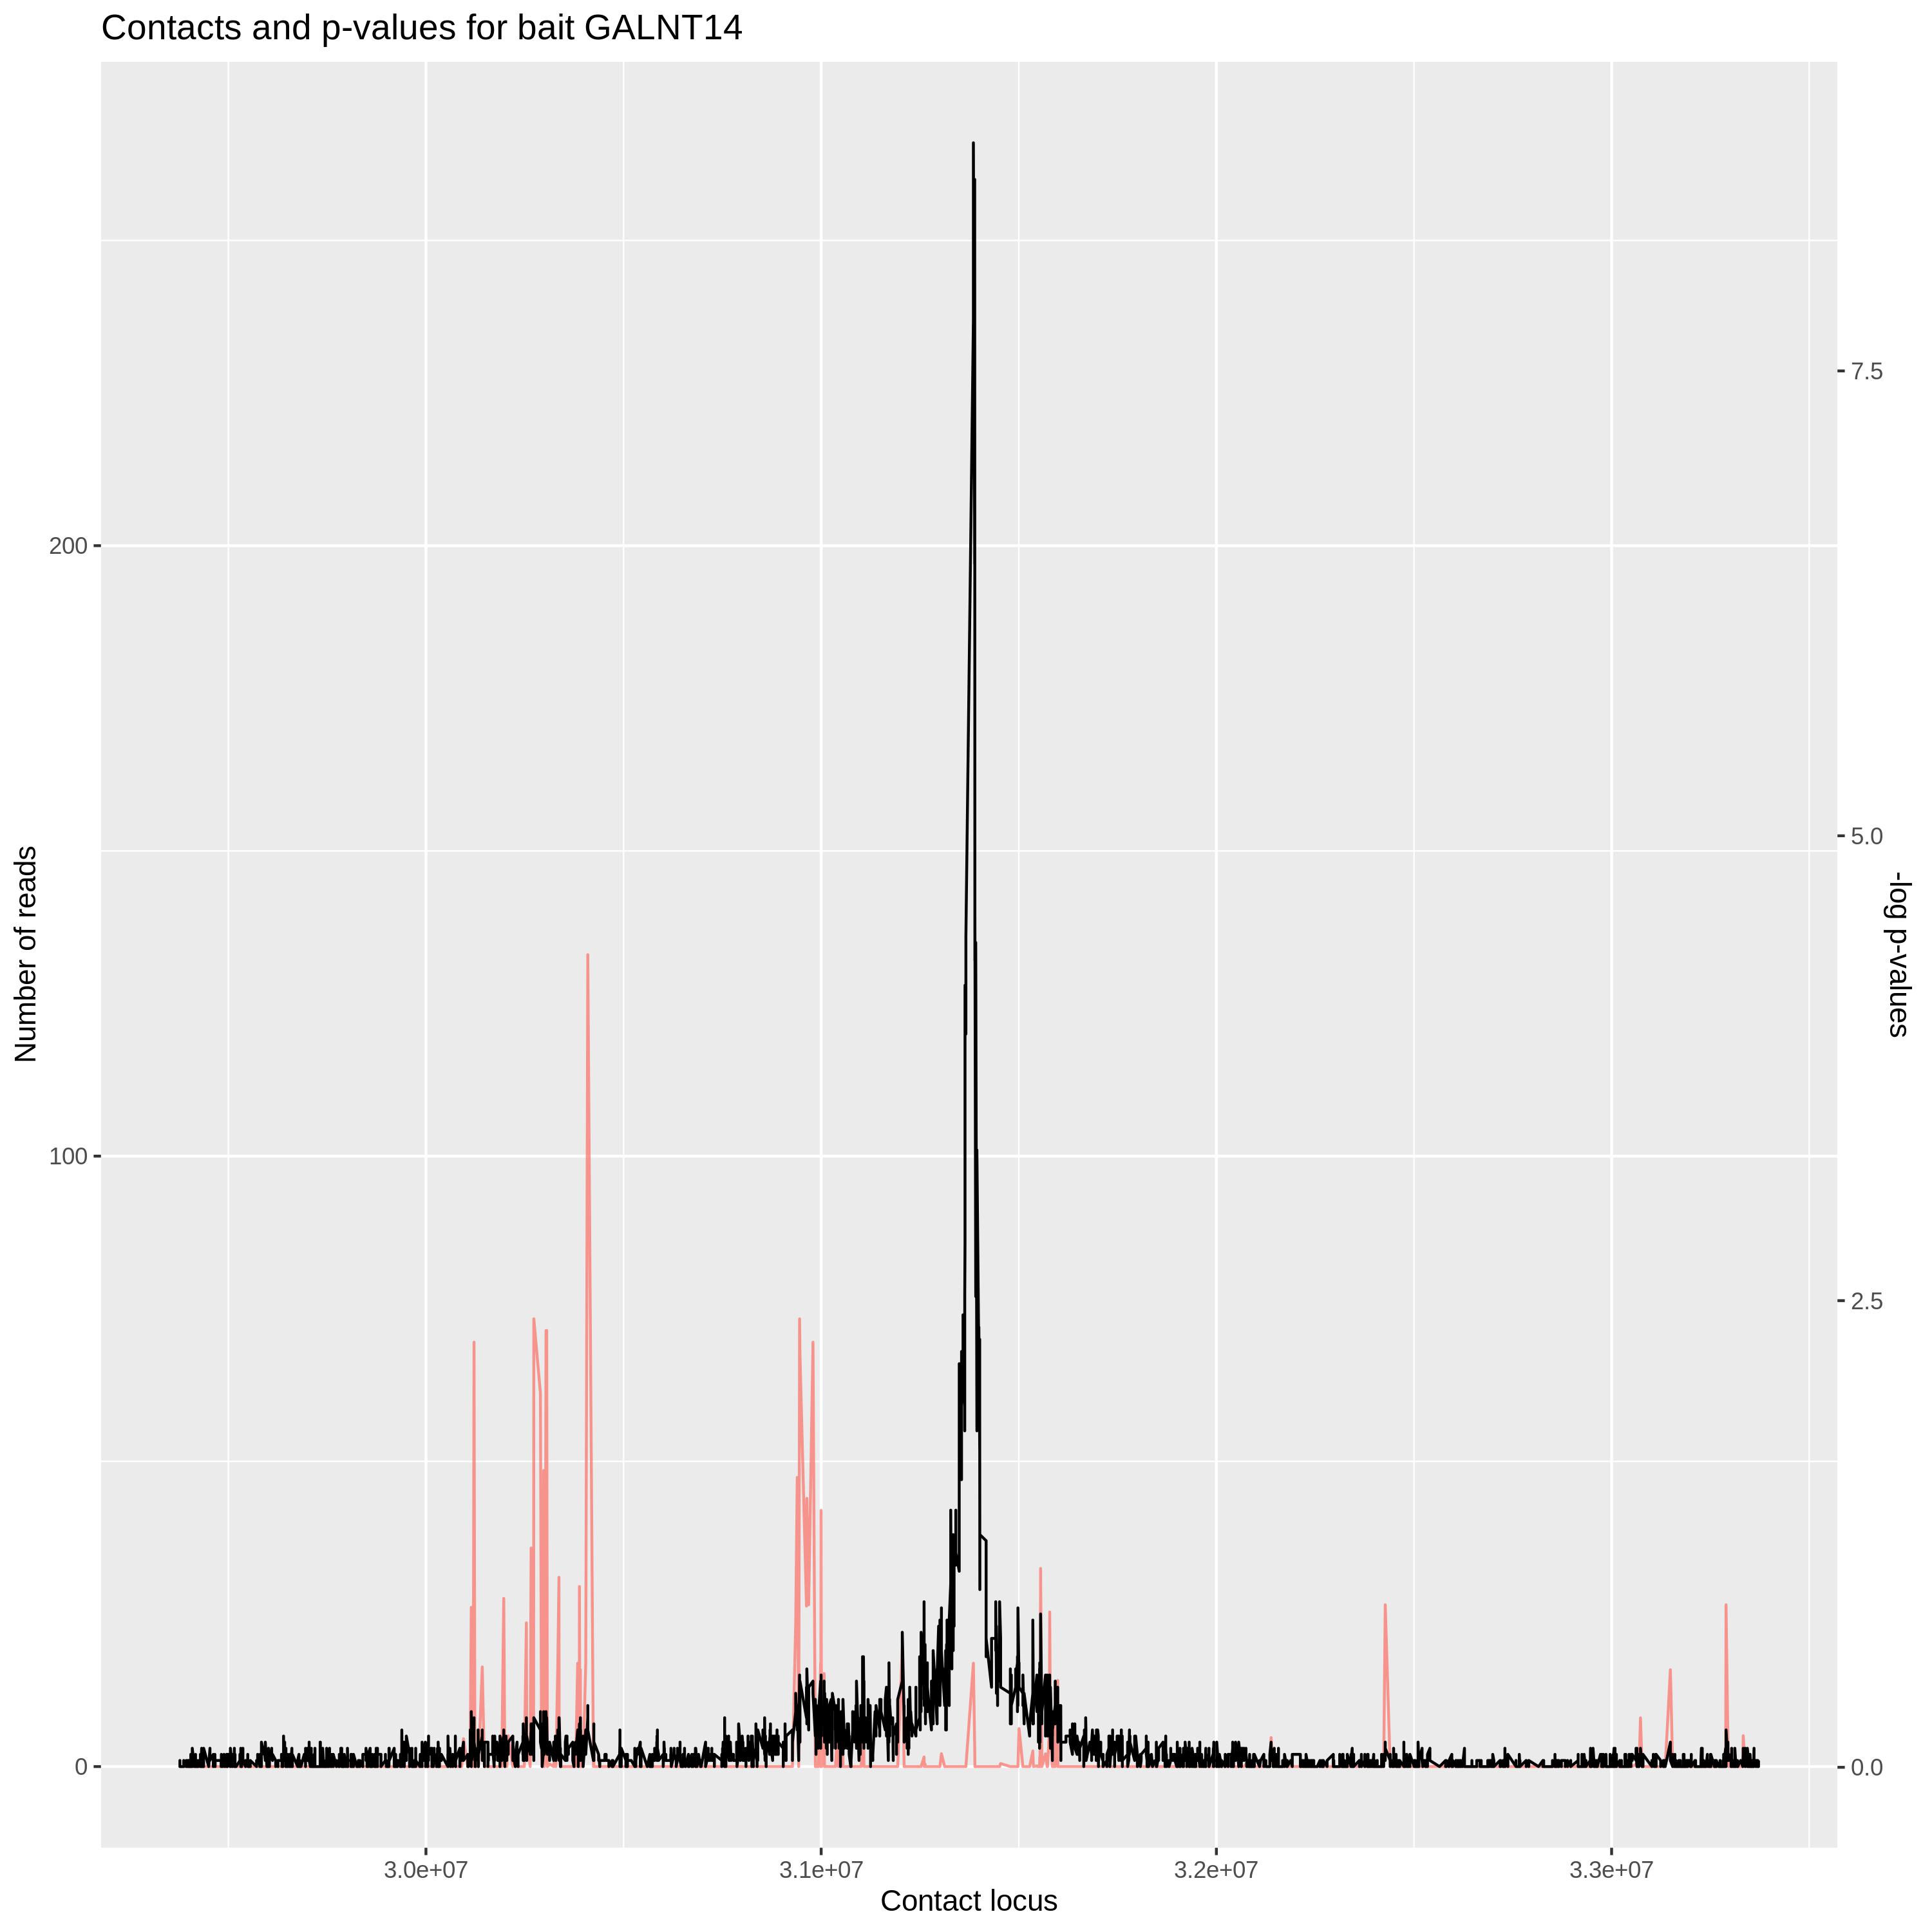 Contacts and p-values for bait GALNT14
Number of reads
200
100
0
7.5
5.0
2.5
0.0
-log p-values
3.0e+07
3.1e+07
3.2e+07
3.3e+07
Contact locus